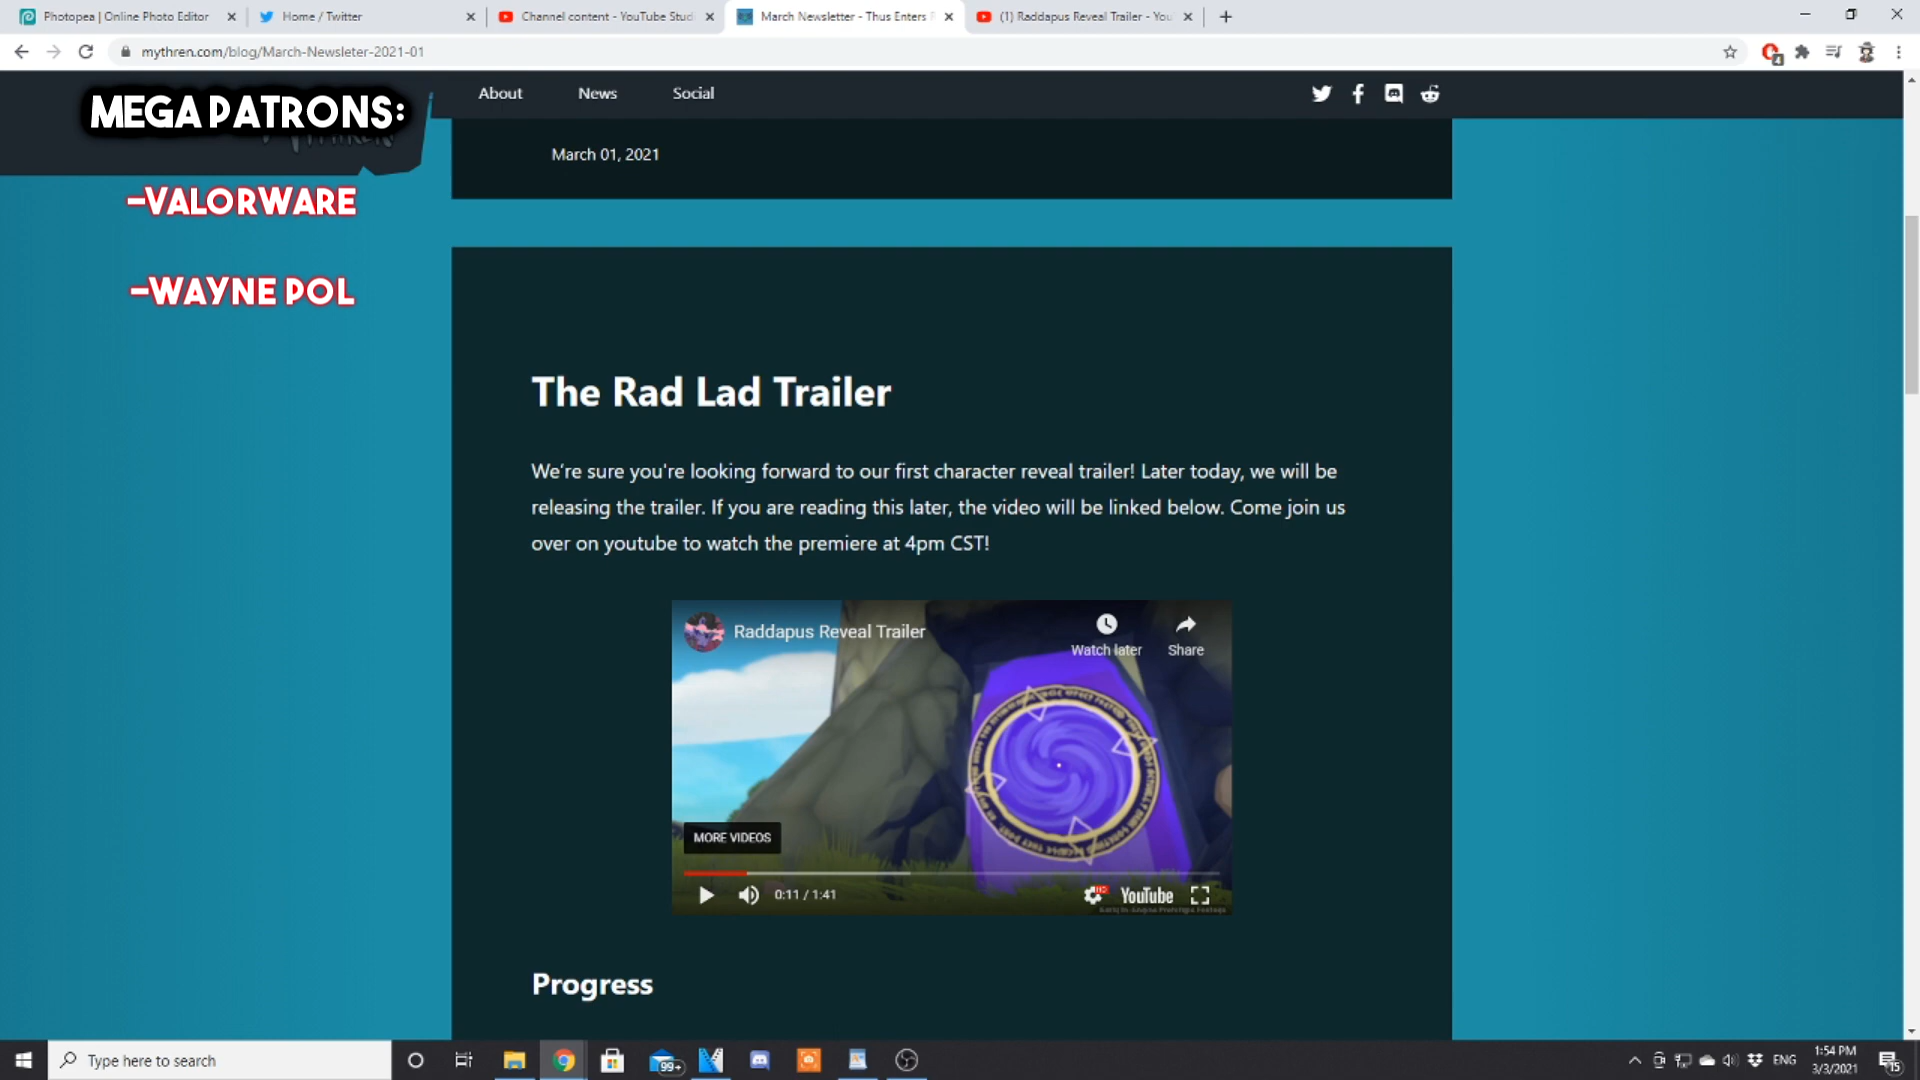 Photopea | Online Photo Editor
Home / Twitter
Channel content - YouTube Stud
March Newsletter - Thus Enters
(1) Raddapus Reveal Trailer - You
mythren.com/blog/March-Newsleter-2021-01
4
About
News
Social
MEGA PATRONS:
-VALORWARE
-WAYNE POL
March 01, 2021
The Rad Lad Trailer
We're sure you're looking forward to our first character reveal trailer! Later today, we will be
releasing the trailer. If you are reading this later, the video will be linked below. Come join us
over on youtube to watch the premiere at 4pm CST!
Raddapus Reveal Trailer
Watch later
Share
MORE VIDEOS
0:11 / 1:41
HD
YouTube
Progress
Type here to search
99+
ENG
1:54 PM
3/3/2021
15